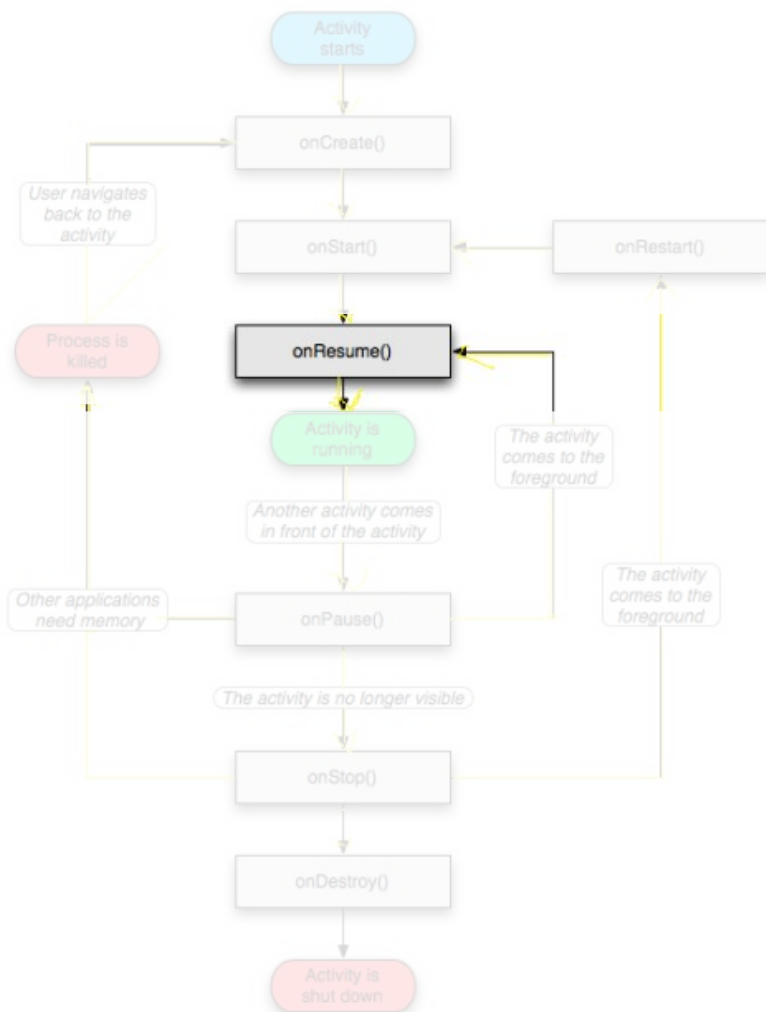 Activity
starts
onCreate()
User navigates
back to the
activity
onStart()
onRestart()
onResume()
Process is
killed
Activity is
running
The activity
comes to the
foreground
Another activity comes
in front of the activity
The activity
comes to the
foreground
Other applications
need memory
onPause()
The activity is no longer visible
onStop()
onDestroy()
Activity is
shut down